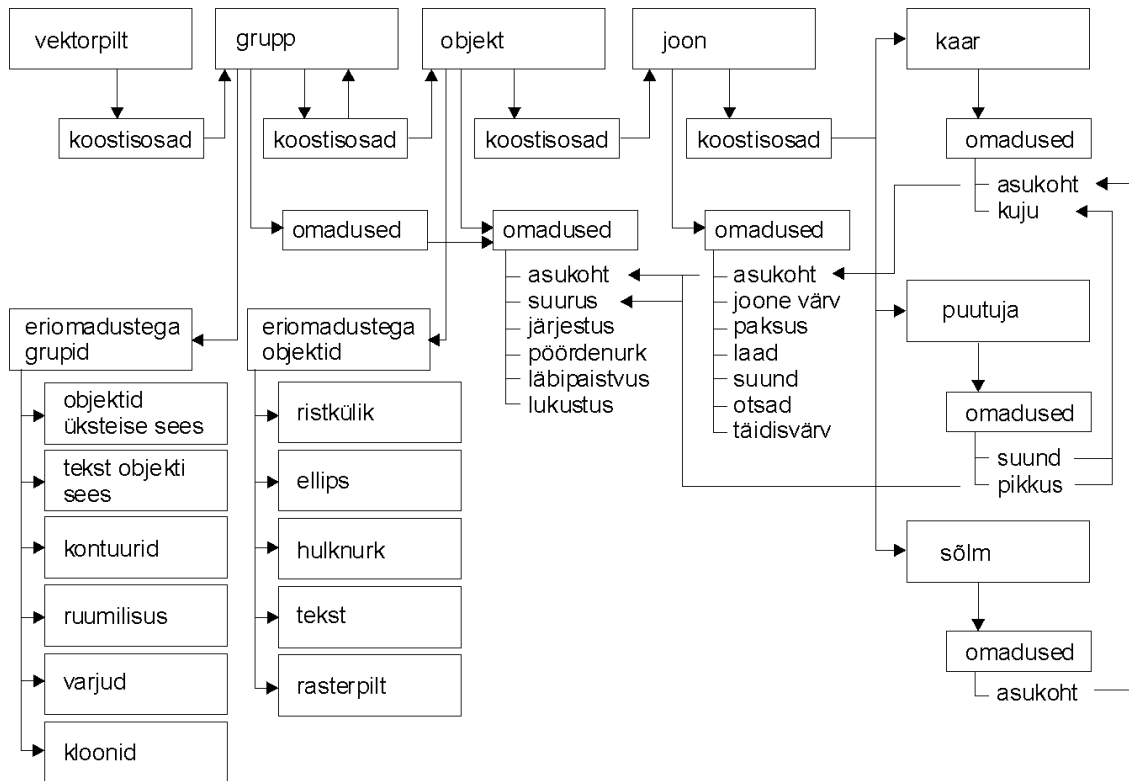 vektorpilt
grupp
objekt
joon
kaar
koostisosad
koostisosad
koostisosad
koostisosad
omadused
asukoht
kuju
omadused
omadused
omadused
asukoht
suurus
järjestus
pöördenurk
läbipaistvus
lukustus
asukoht
joone värv
paksus
laad
suund
otsad
täidisvärv
puutuja
omadused
suund
pikkus
sõlm
omadused
asukoht
eriomadustega
grupid
objektid
üksteise sees
tekst objekti
sees
kontuurid
ruumilisus
varjud
kloonid
eriomadustega
objektid
ristkülik
ellips
hulknurk
tekst
rasterpilt